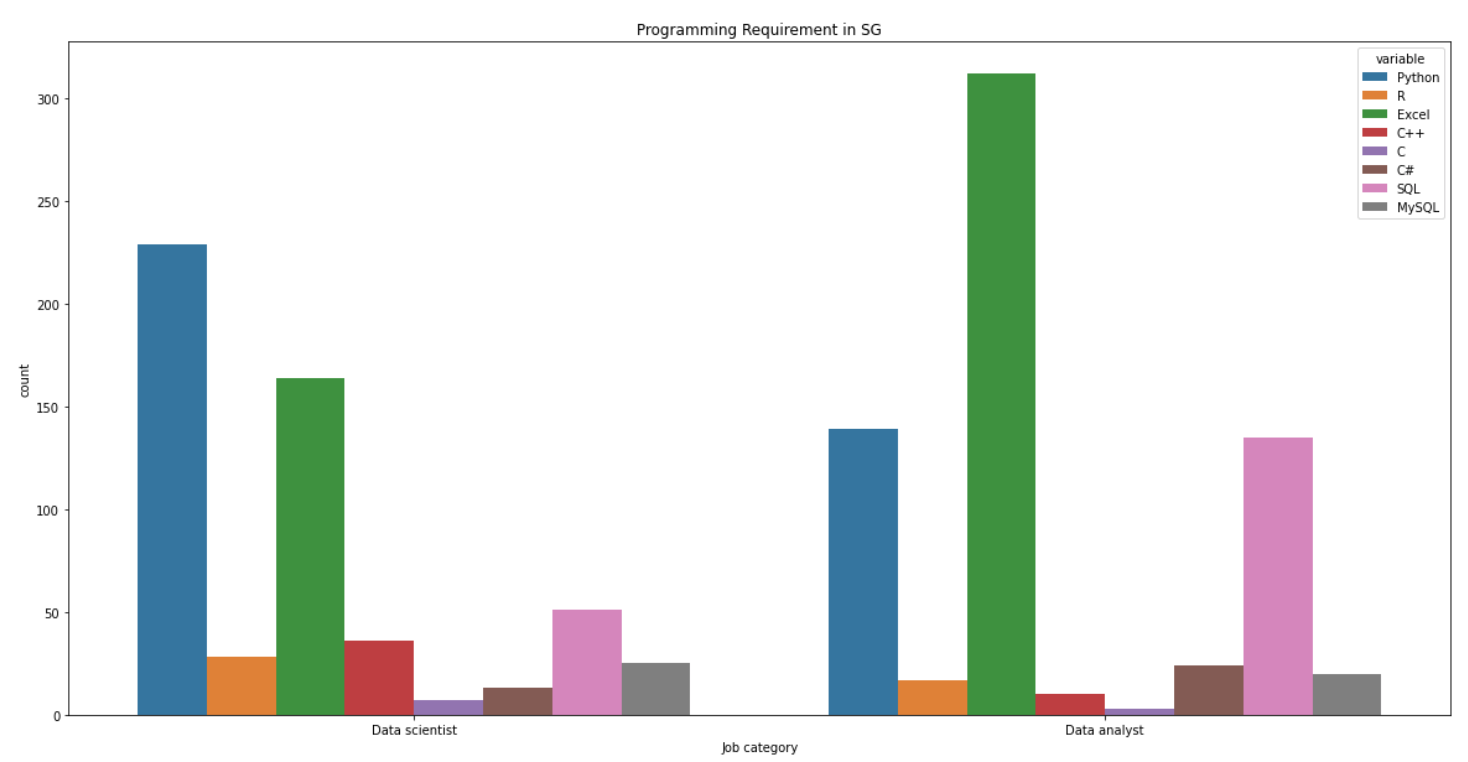 Programming Requirement in SG
variable
Python
R
Excel
C++
C
C#
SQL
MySQL
count
300
250
200
150
100
50
0
Data scientist
Data analyst
Job category